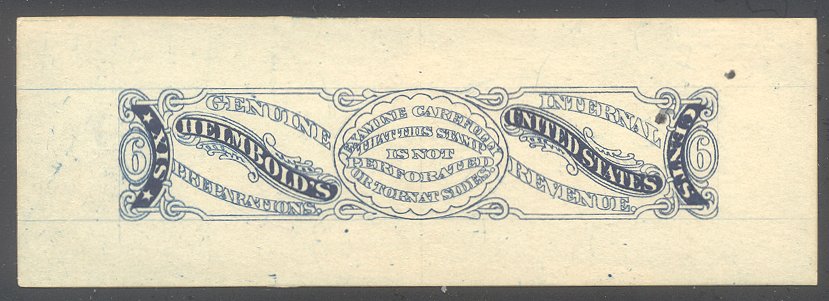 SIX
6
GENUINE
HELMBOLD'S
PREPARATIONS.
EXAMINE CAREFULLY
THAT THIS STAMP
IS NOT
PERFORATED
OR TORN AT SIDES.
INTERNAL
UNITED STATES
REVENUE.
CENTS
6